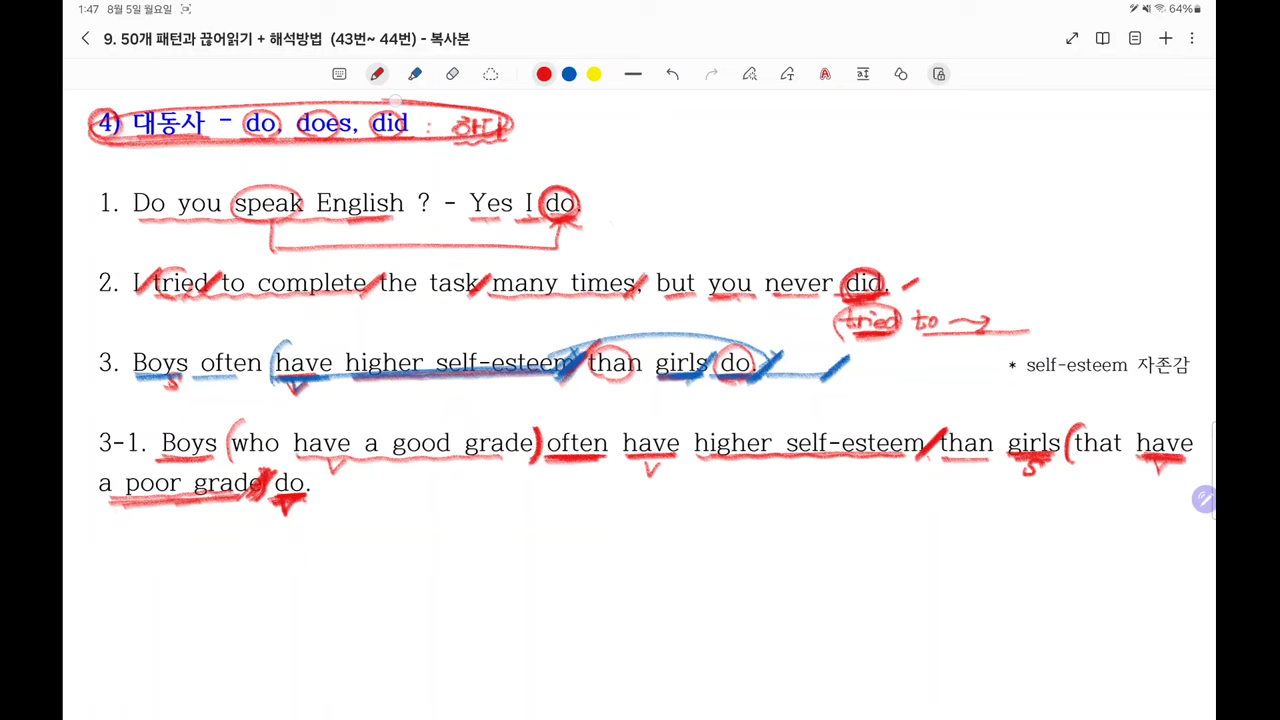 1:47 8월 5일 월요일 64%
9. 50개 패턴과 끊어읽기 + 해석방법 (43번~ 44번) - 복사본
4) 대동사 - do, does, did : 하다
1. Do you speak English ? - Yes I do.
2. I tried to complete the task many times, but you never did.
tried to
3. Boys often have higher self-esteem than girls do. * self-esteem 자존감
S V
3-1. Boys (who have a good grade) often have higher self-esteem than girls (that have
V V S V
a poor grade) do.
V